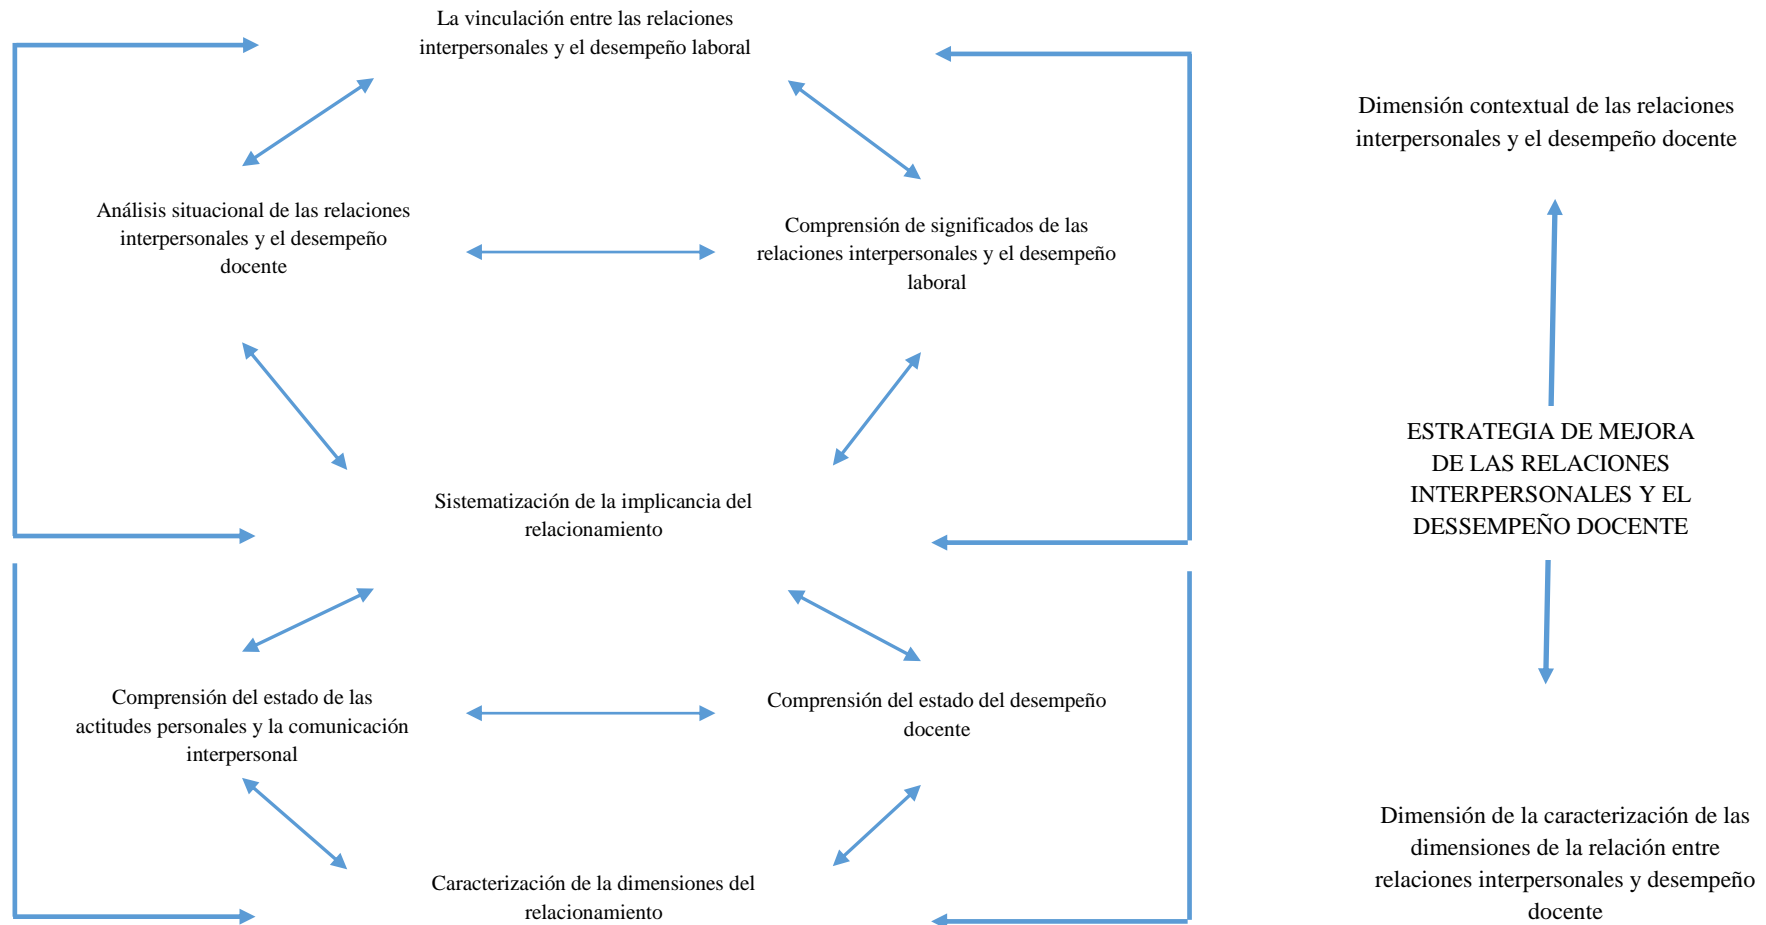 La vinculación entre las relaciones
interpersonales y el desempeño laboral
Dimensión contextual de las relaciones
interpersonales y el desempeño docente
Análisis situacional de las relaciones
interpersonales y el desempeño
docente
Comprensión de significados de las
relaciones interpersonales y el desempeño
laboral
ESTRATEGIA DE MEJORA
DE LAS RELACIONES
INTERPERSONALES Y EL
DESSEMPEÑO DOCENTE
Sistematización de la implicancia del
relacionamiento
Comprensión del estado de las
actitudes personales y la comunicación
interpersonal
Comprensión del estado del desempeño
docente
Dimensión de la caracterización de las
dimensiones de la relación entre
relaciones interpersonales y desempeño
docente
Caracterización de la dimensiones del
relacionamiento